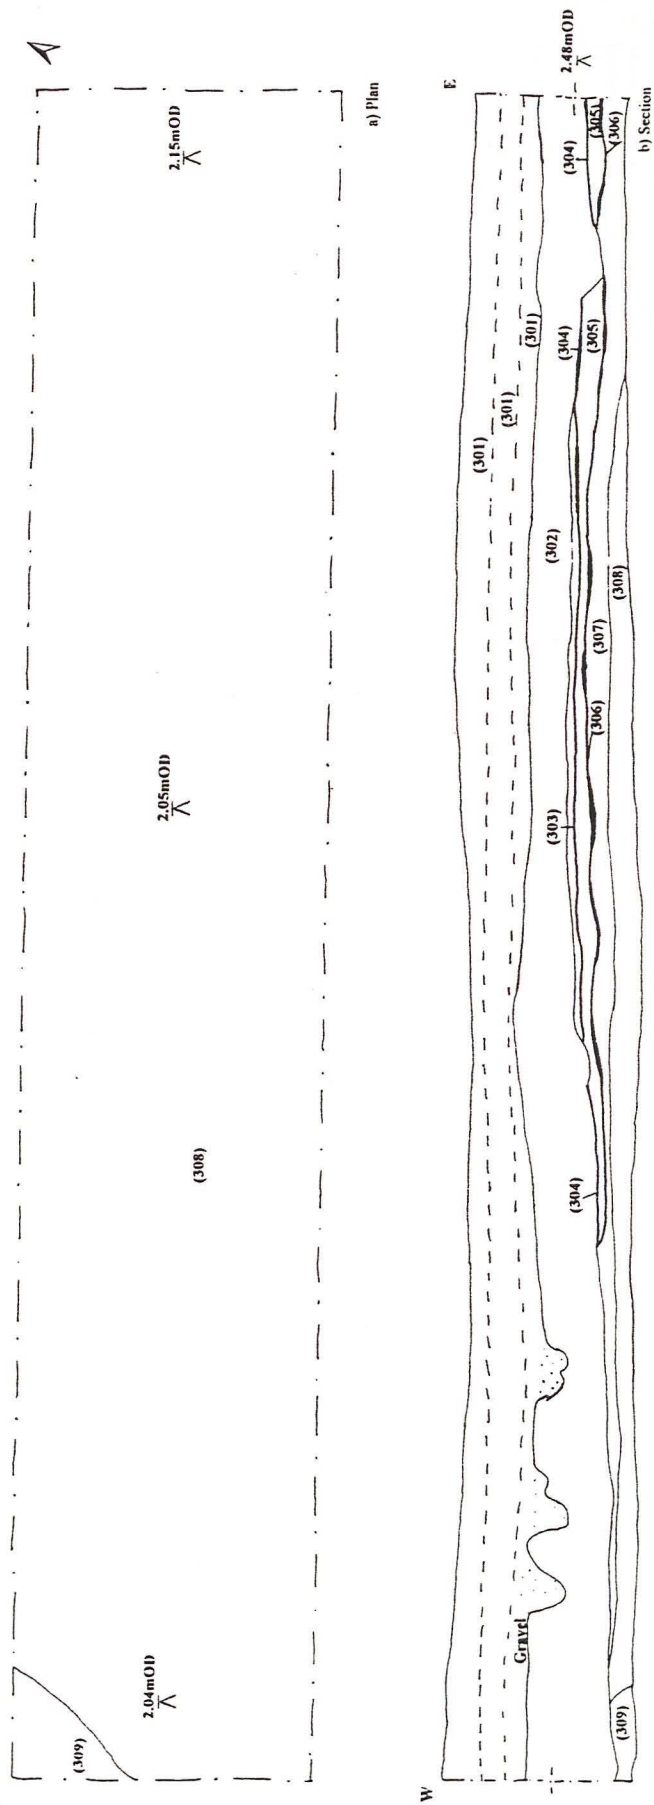 2.15mOD
2.05mOD
(308)
2.04mOD
(309)
a) Plan
E
2.48mOD
(304)
(305)
(306)
(301)
(304)
(305)
(301)
(301)
(302)
(308)
(307)
(306)
(303)
(304)
Gravel
(309)
W
b) Section